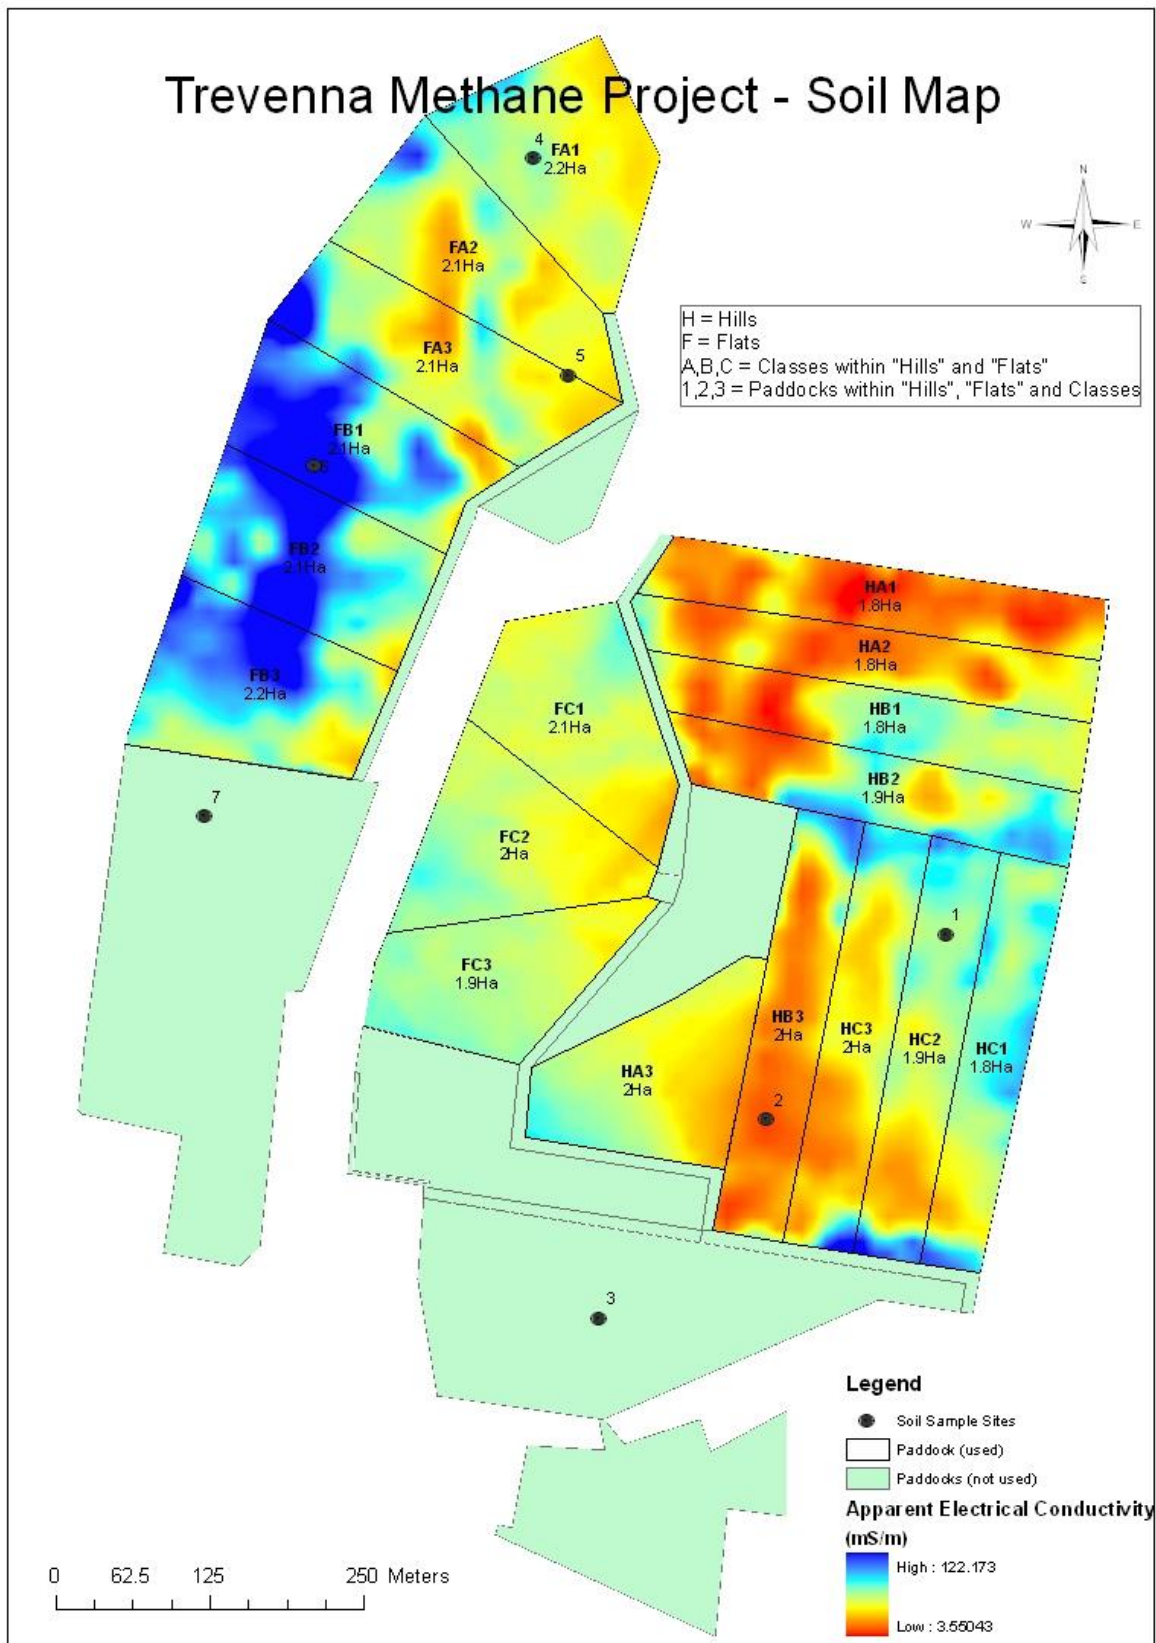 Trevenna Methane Project - Soil Map
4
FA1
2.2Ha
N
W
E
S
FA2
2.1Ha
H = Hills
F = Flats
A,B,C = Classes within "Hills" and "Flats"
1,2,3 = Paddocks within "Hills", "Flats" and Classes
FA3
2.1Ha
5
FB1
2.1Ha
6
FB2
2.1Ha
HA1
1.8Ha
HA2
1.8Ha
FB3
2.2Ha
FC1
2.1Ha
HB1
1.8Ha
HB2
1.9Ha
7
FC2
2Ha
1
FC3
1.9Ha
HB3
2Ha
HC3
2Ha
HC2
1.9Ha
HC1
1.8Ha
HA3
2Ha
2
3
Legend
Soil Sample Sites
Paddock (used)
Paddocks (not used)
Apparent Electrical Conductivity
(mS/m)
High : 122.173
Low : 3.55043
0 62.5 125 250 Meters